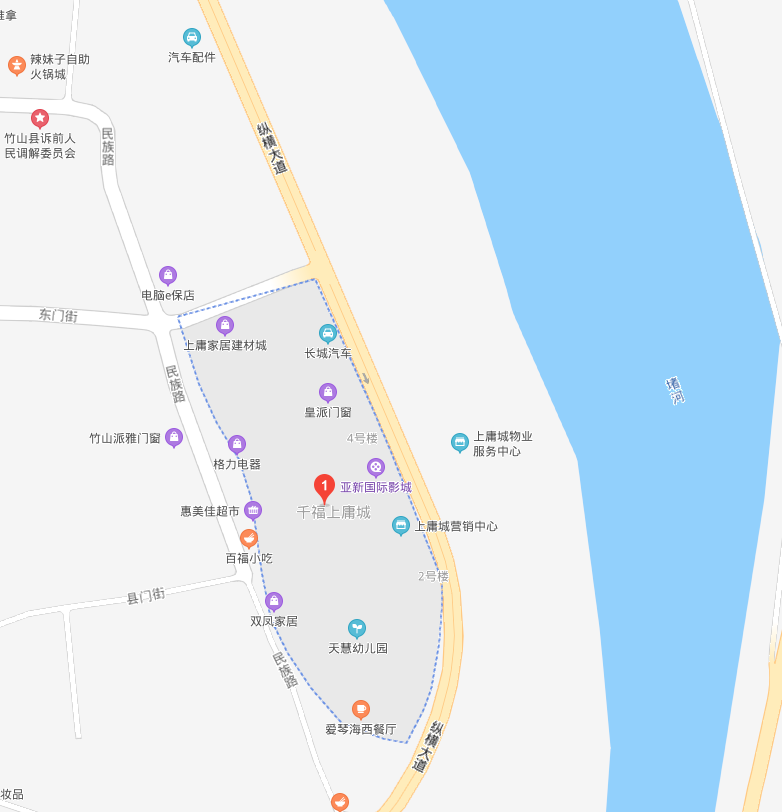 辣妹子自助
火锅城
汽车配件
竹山县诉前人
民调解委员会
民族路
纵横大道
电脑e保店
东门街
上庸家居建材城
长城汽车
民族路
皇派门窗
堵河
竹山派雅门窗
4号楼
上庸城物业
服务中心
格力电器
亚新国际影城
1
惠美佳超市
千福上庸城
上庸城营销中心
百福小吃
2号楼
县门街
双凤家居
天慧幼儿园
民族路
爱琴海西餐厅
纵横大道
妆品